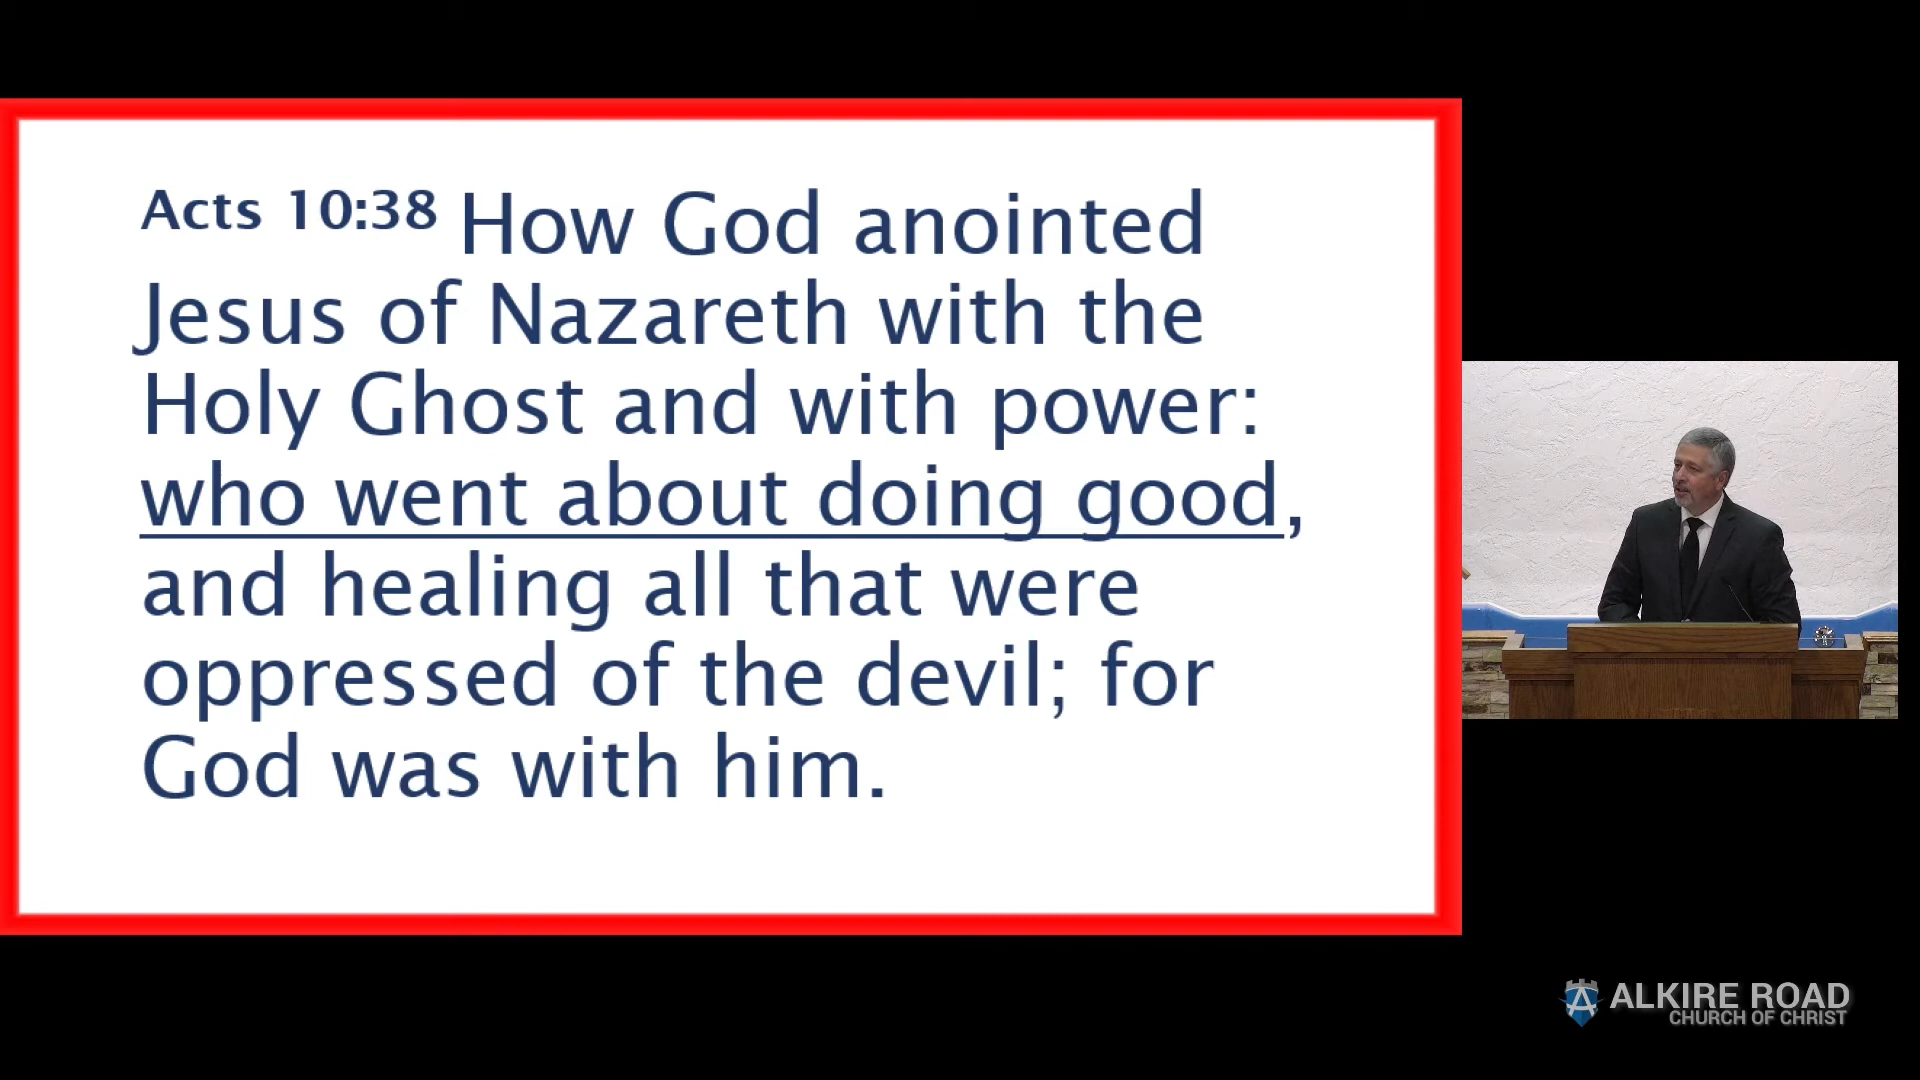 Acts 10:38 How God anointed
Jesus of Nazareth with the
Holy Ghost and with power:
who went about doing good,
and healing all that were
oppressed of the devil; for
God was with him.
ALKIRE ROAD
CHURCH OF CHRIST